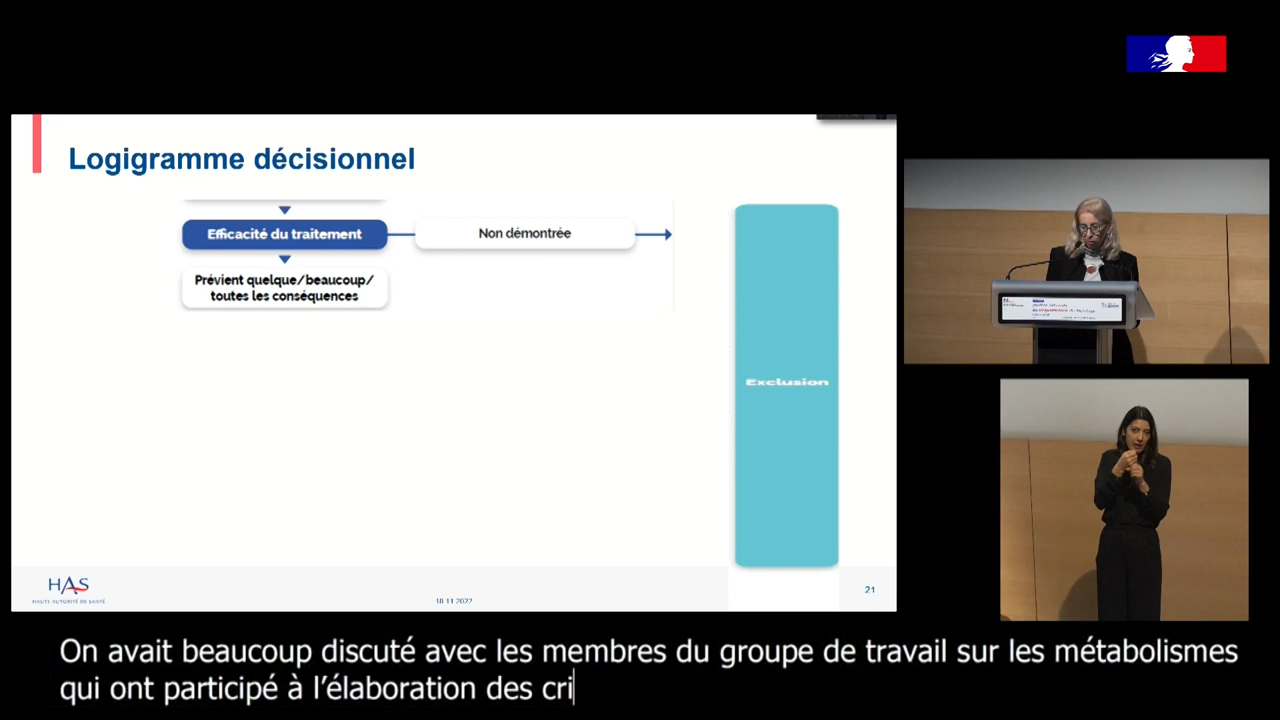 Logigramme décisionnel
Efficacité du traitement
Non démontrée
Prévient quelque/beaucoup/
toutes les conséquences
Exclusion
HAS
HAUTE AUTORITÉ DE SANTÉ
18.11.2022
21
On avait beaucoup discuté avec les membres du groupe de travail sur les métabolismes
qui ont participé à l’élaboration des cri